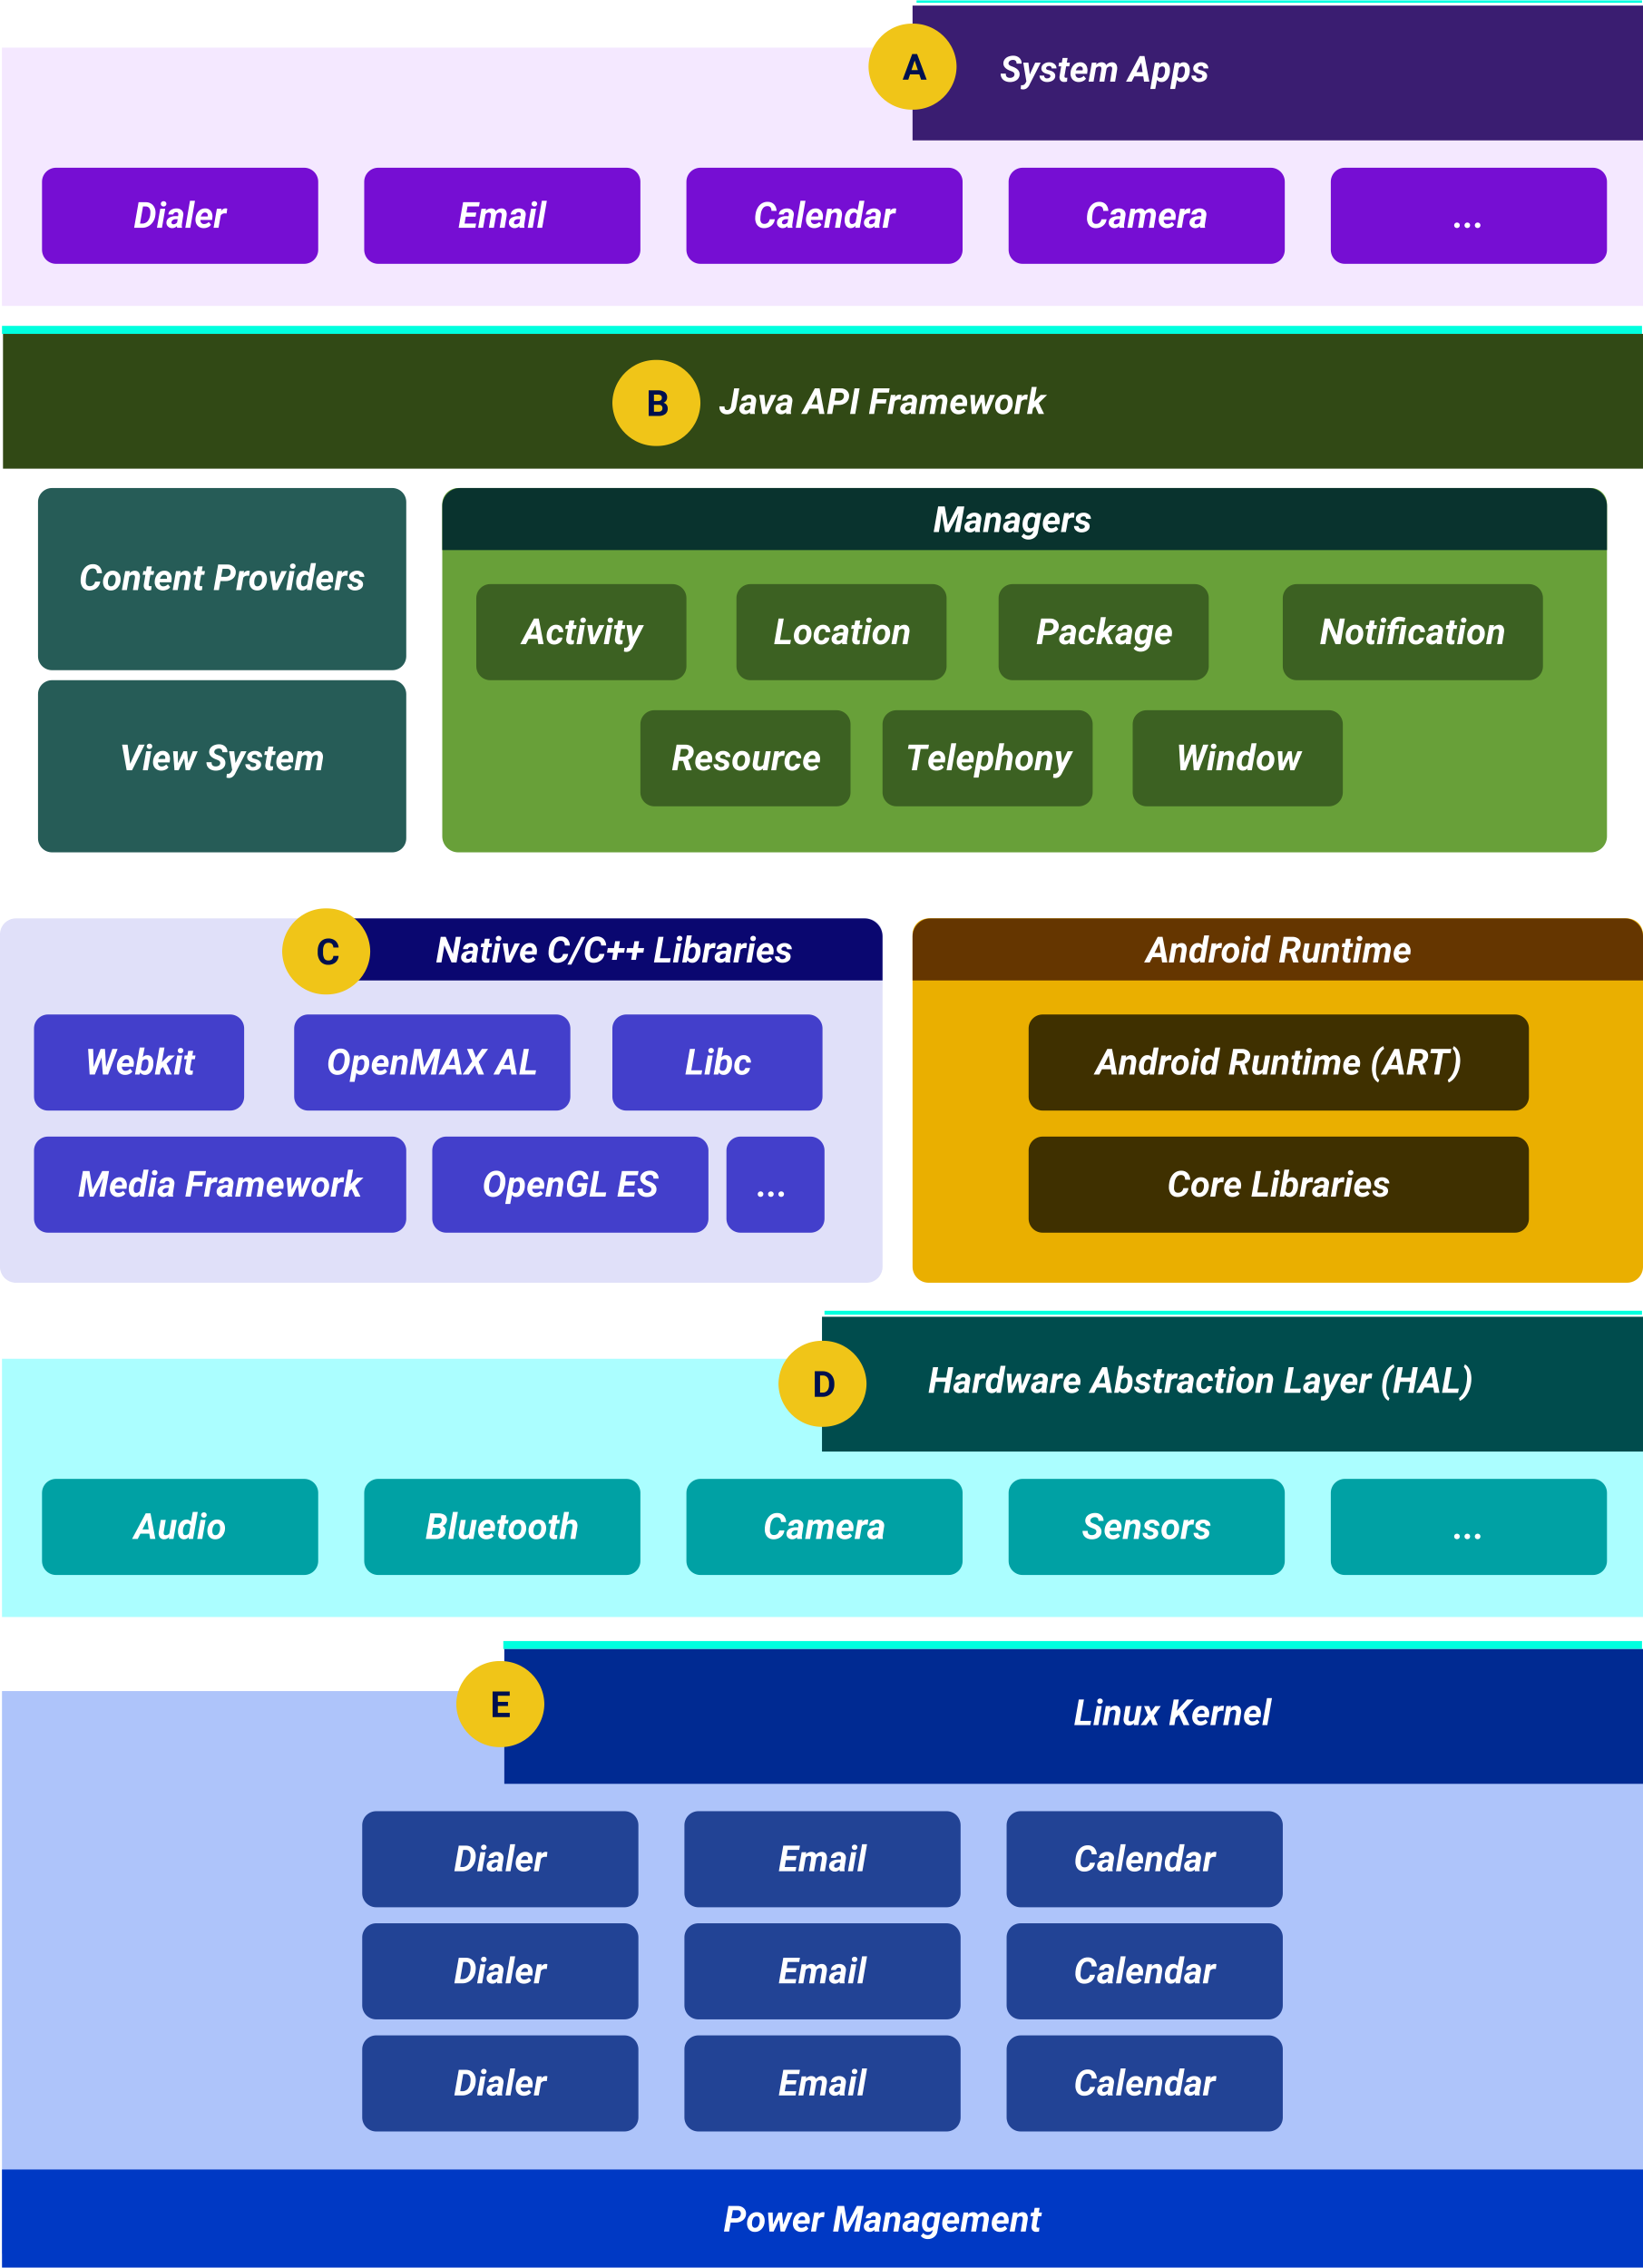 A
System Apps
Dialer
Email
Calendar
Camera
...
B
Java API Framework
Content Providers
View System
Managers
Activity
Location
Package
Notification
Resource
Telephony
Window
C
Native C/C++ Libraries
Webkit
OpenMAX AL
Libc
Media Framework
OpenGL ES
...
Android Runtime
Android Runtime (ART)
Core Libraries
D
Hardware Abstraction Layer (HAL)
Audio
Bluetooth
Camera
Sensors
...
E
Linux Kernel
Dialer
Email
Calendar
Dialer
Email
Calendar
Dialer
Email
Calendar
Power Management